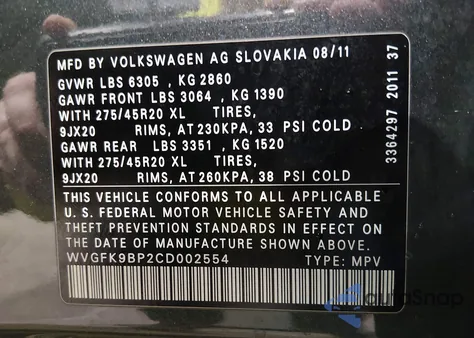 MFD BY VOLKSWAGEN AG SLOVAKIA 08/11
GVWR LBS 6305 , KG 2860
GAWR FRONT LBS 3064 , KG 1390
WITH 275/45R20 XL TIRES,
9JX20 RIMS, AT 230KPA, 33 PSI COLD
GAWR REAR LBS 3351 , KG 1520
WITH 275/45R20 XL TIRES,
9JX20 RIMS, AT 260KPA, 38 PSI COLD
THIS VEHICLE CONFORMS TO ALL APPLICABLE
U.S. FEDERAL MOTOR VEHICLE SAFETY AND
THEFT PREVENTION STANDARDS IN EFFECT ON
THE DATE OF MANUFACTURE SHOWN ABOVE.
WVGFK9BP2CD002554 TYPE: MPV
3364297 2011 37
autoSnap